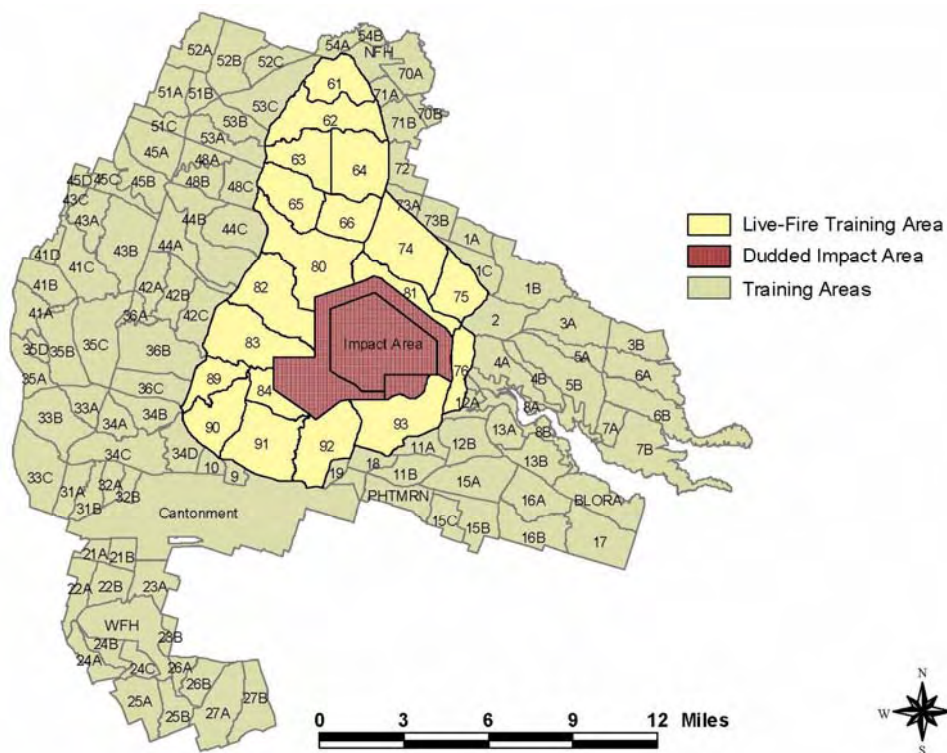 54B
54A
NFH
52A
52B
52C
70A
61
71A
51A
51B
53C
70B
62
71B
53B
51C
53A
45A
48A
63
64
72
45D
45C
45B
48B
48C
43C
65
73A
43A
44B
66
73B
44C
74
1A
43B
44A
41D
41C
80
1C
82
41B
42A
42B
81
75
1B
41A
36A
42C
2
3A
35D
35B
35C
36B
83
Impact Area
3B
76
4A
5A
35A
36C
89
84
4B
5B
6A
12A
8A
33B
33A
34B
90
93
6B
34A
91
92
11A
12B
13A
8B
7A
7B
34C
34D
10
9
19
18
11B
13B
33C
31A
32A
32B
15A
PHTMRN
16A
BLORA
31B
Cantonment
15C
15B
16B
17
21A
21B
22A
22B
23A
WFH
23B
24B
24A
24C
26A
26B
25A
25B
27A
27B
Live-Fire Training Area
Dudded Impact Area
Training Areas
0 3 6 9 12 Miles
N
W E
S